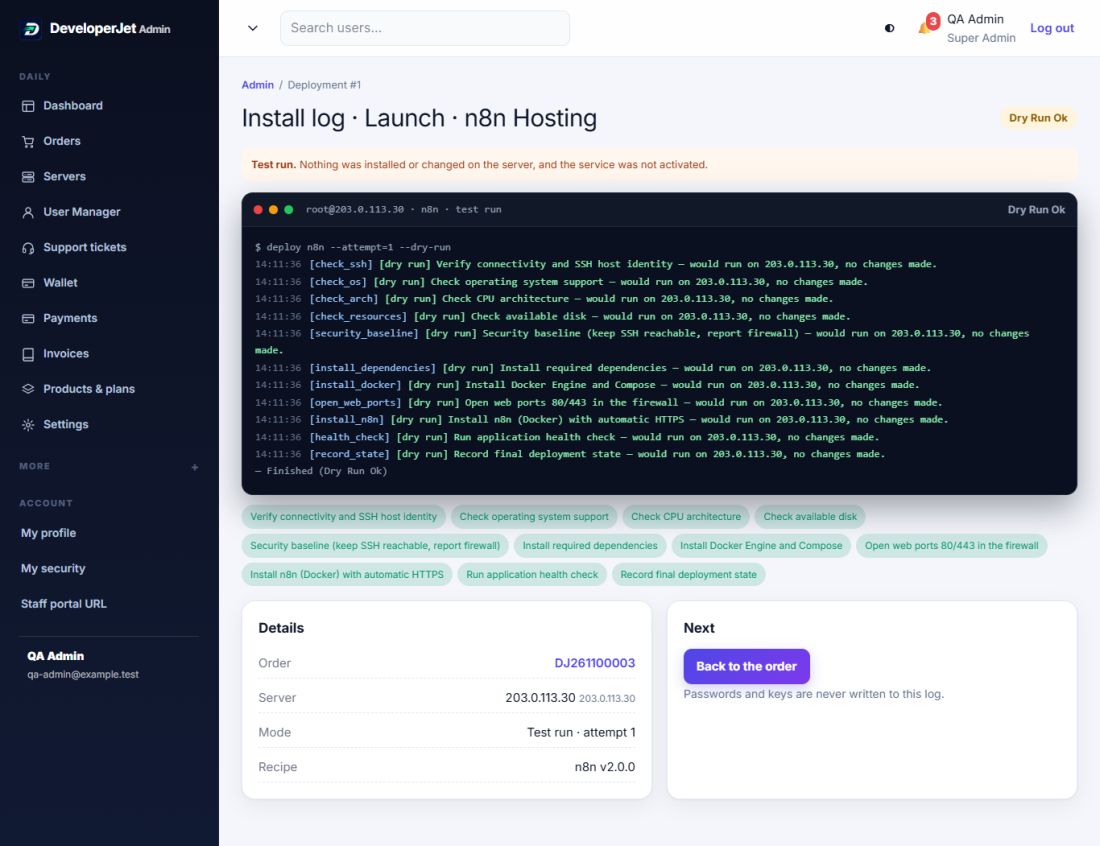 DeveloperJet Admin
Search users...
3
QA Admin
Super Admin
Log out
DAILY
Dashboard
Orders
Servers
User Manager
Support tickets
Wallet
Payments
Invoices
Products & plans
Settings
MORE
+
ACCOUNT
My profile
My security
Staff portal URL
QA Admin
qa-admin@example.test
Admin / Deployment #1
Install log · Launch · n8n Hosting
Dry Run Ok
Test run. Nothing was installed or changed on the server, and the service was not activated.
root@203.0.113.30 · n8n · test run
Dry Run Ok
$ deploy n8n --attempt=1 --dry-run
14:11:36 [check_ssh] [dry run] Verify connectivity and SSH host identity — would run on 203.0.113.30, no changes made.
14:11:36 [check_os] [dry run] Check operating system support — would run on 203.0.113.30, no changes made.
14:11:36 [check_arch] [dry run] Check CPU architecture — would run on 203.0.113.30, no changes made.
14:11:36 [check_resources] [dry run] Check available disk — would run on 203.0.113.30, no changes made.
14:11:36 [security_baseline] [dry run] Security baseline (keep SSH reachable, report firewall) — would run on 203.0.113.30, no changes
made.
14:11:36 [install_dependencies] [dry run] Install required dependencies — would run on 203.0.113.30, no changes made.
14:11:36 [install_docker] [dry run] Install Docker Engine and Compose — would run on 203.0.113.30, no changes made.
14:11:36 [open_web_ports] [dry run] Open web ports 80/443 in the firewall — would run on 203.0.113.30, no changes made.
14:11:36 [install_n8n] [dry run] Install n8n (Docker) with automatic HTTPS — would run on 203.0.113.30, no changes made.
14:11:36 [health_check] [dry run] Run application health check — would run on 203.0.113.30, no changes made.
14:11:36 [record_state] [dry run] Record final deployment state — would run on 203.0.113.30, no changes made.
— Finished (Dry Run Ok)
Verify connectivity and SSH host identity
Check operating system support
Check CPU architecture
Check available disk
Security baseline (keep SSH reachable, report firewall)
Install required dependencies
Install Docker Engine and Compose
Open web ports 80/443 in the firewall
Install n8n (Docker) with automatic HTTPS
Run application health check
Record final deployment state
Details
Order DJ261100003
Server 203.0.113.30 203.0.113.30
Mode Test run · attempt 1
Recipe n8n v2.0.0
Next
Back to the order
Passwords and keys are never written to this log.